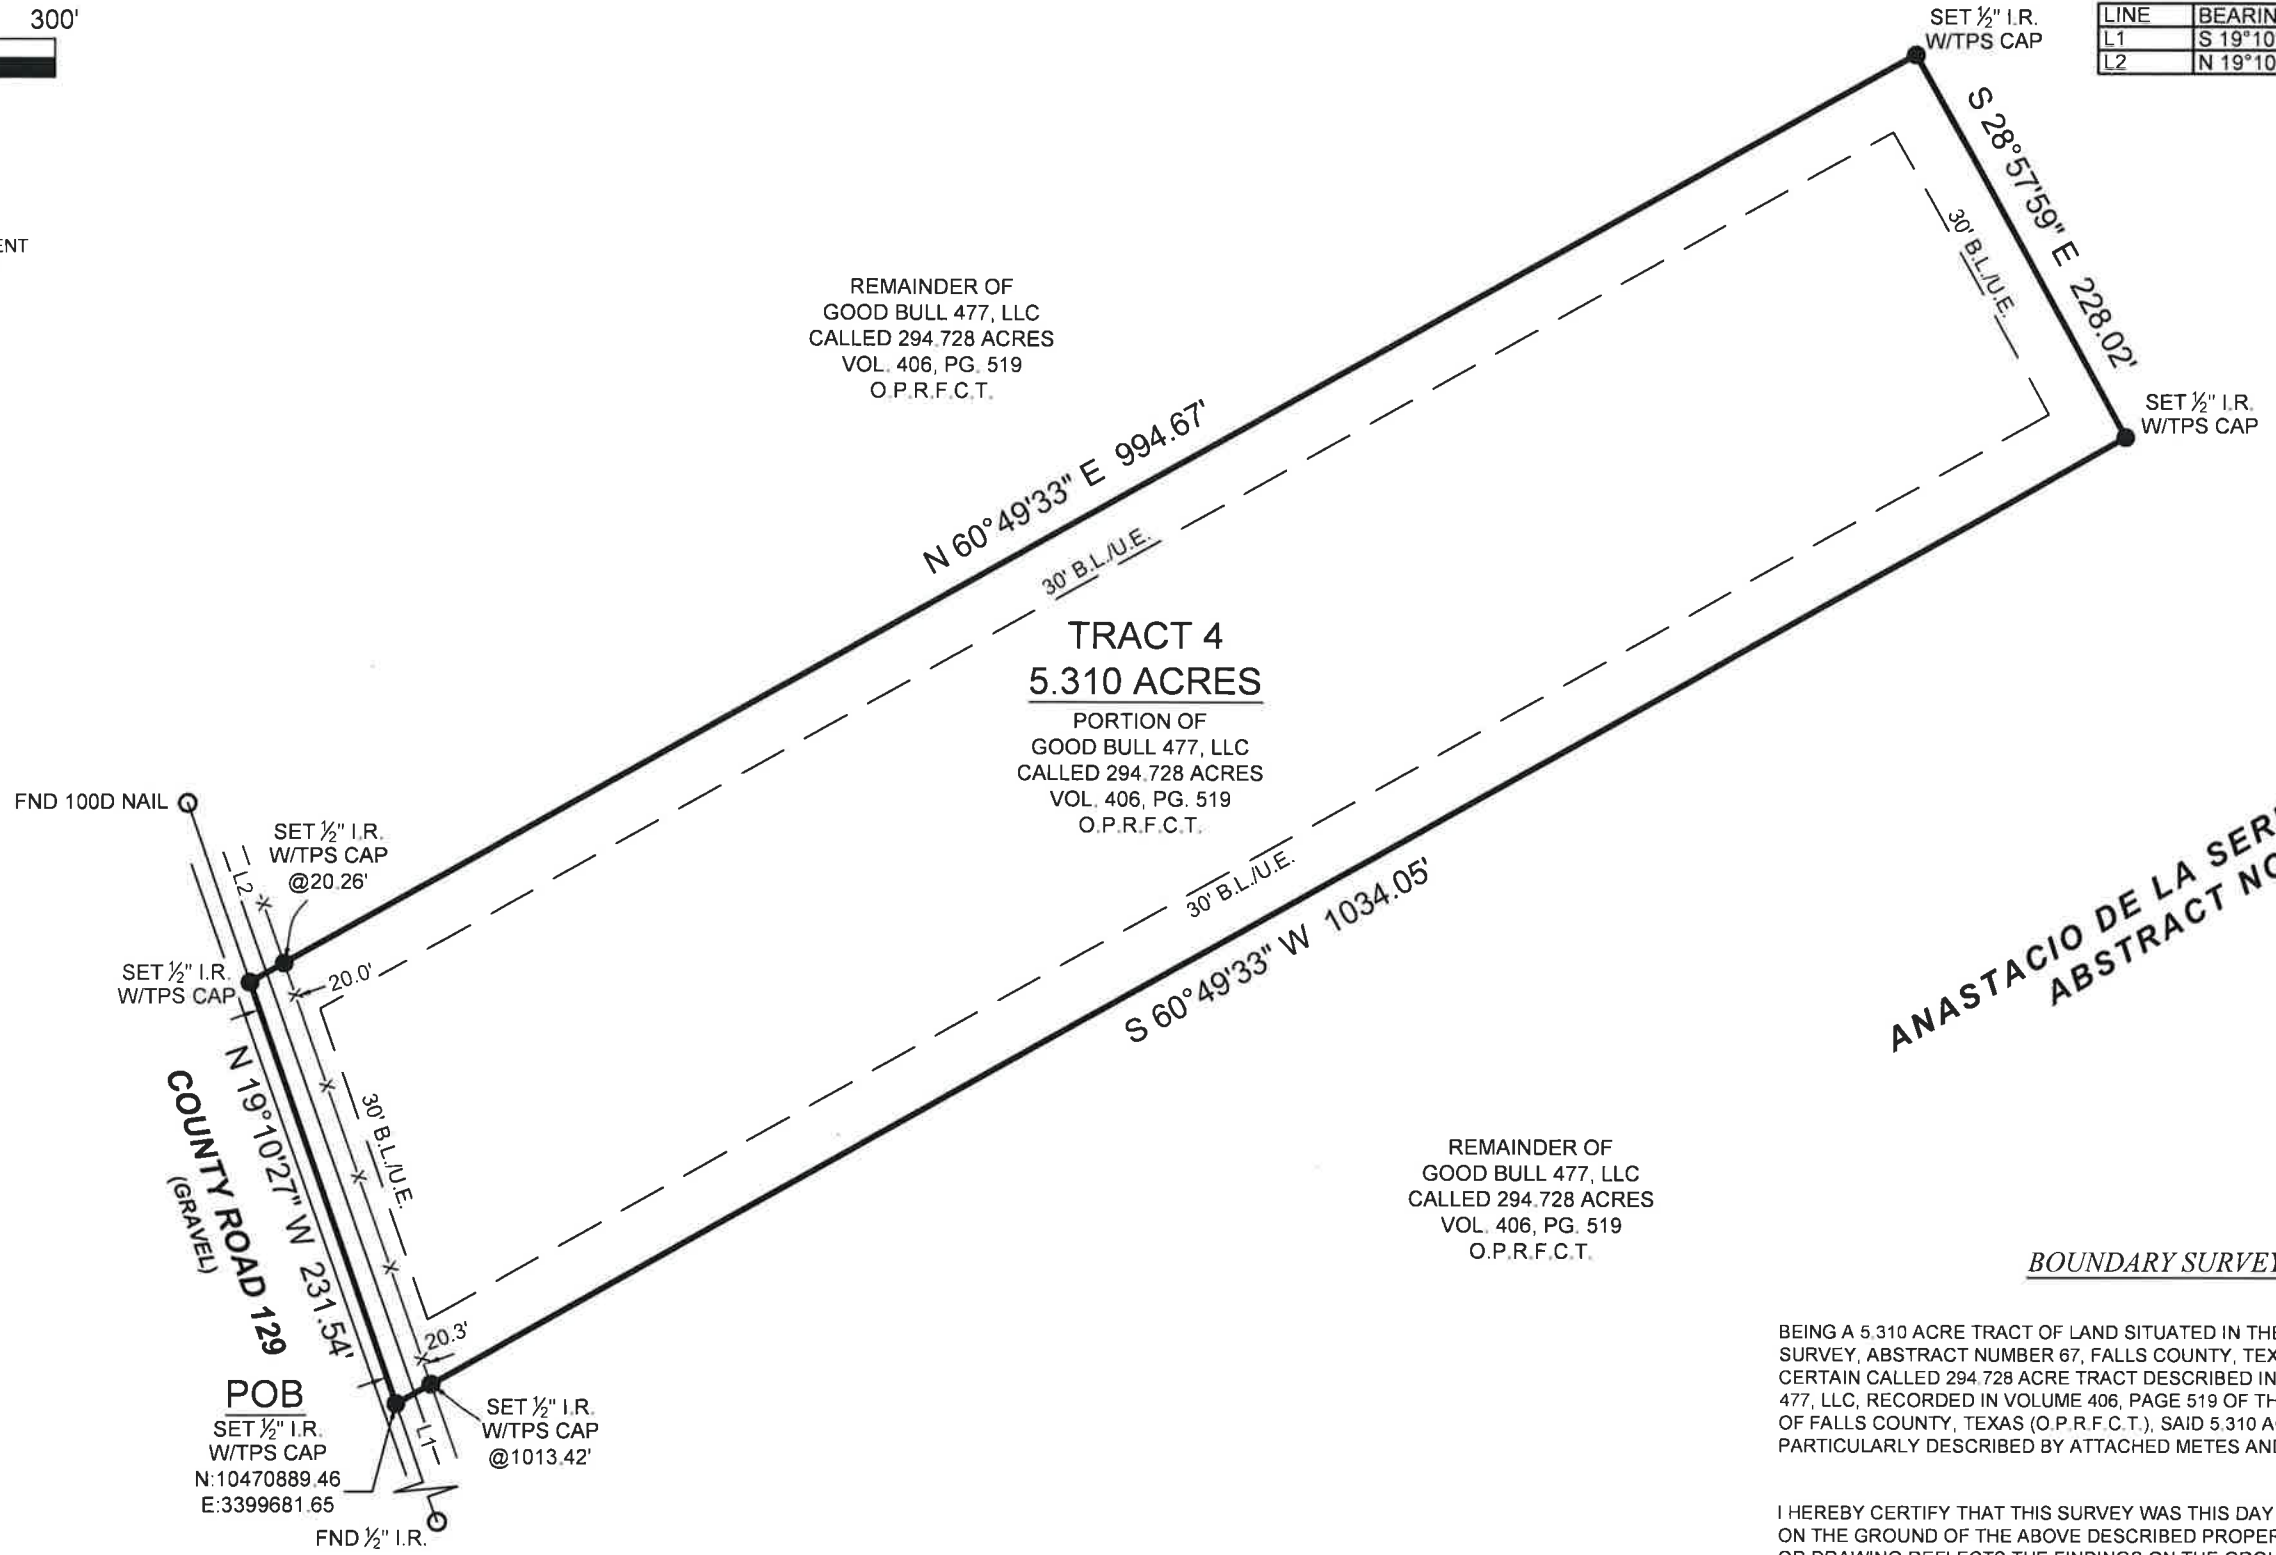 300'
SET ½" I.R.
W/TPS CAP
LINE
L1 S 19°10
L2 N 19°10
S 28°57'59" E 228.02'
30' B.L./U.E.
REMAINDER OF
GOOD BULL 477, LLC
CALLED 294.728 ACRES
VOL. 406, PG. 519
O.P.R.F.C.T.
SET ½" I.R.
W/TPS CAP
N 60°49'33" E 994.67'
30' B.L./U.E.
TRACT 4
5.310 ACRES
PORTION OF
GOOD BULL 477, LLC
CALLED 294.728 ACRES
VOL. 406, PG. 519
O.P.R.F.C.T.
FND 100D NAIL
SET ½" I.R.
W/TPS CAP
@20.26'
L2
30' B.L./U.E.
S 60°49'33" W 1034.05'
ANASTACIO DE LA
ABSTRACT
SET ½" I.R.
W/TPS CAP
20.0'
N 19°10'27" W 231.54'
COUNTY ROAD 129
(GRAVEL)
30' B.L./U.E.
REMAINDER OF
GOOD BULL 477, LLC
CALLED 294.728 ACRES
VOL. 406, PG. 519
O.P.R.F.C.T.
20.3'
POB
SET ½" I.R.
W/TPS CAP
N:10470889.46
E:3399681.65
SET ½" I.R.
W/TPS CAP
@1013.42'
L1
FND ½" I.R.
BOUNDARY SURVEY
BEING A 5.310 ACRE TRACT OF LAND SITUATED IN THE
SURVEY, ABSTRACT NUMBER 67, FALLS COUNTY,
CERTAIN CALLED 294.728 ACRE TRACT DESCRIBED IN
477, LLC, RECORDED IN VOLUME 406, PAGE 519 OF
OF FALLS COUNTY, TEXAS (O.P.R.F.C.T.), SAID 5.310
PARTICULARLY DESCRIBED BY ATTACHED METES
I HEREBY CERTIFY THAT THIS SURVEY WAS THIS DAY
ON THE GROUND OF THE ABOVE DESCRIBED